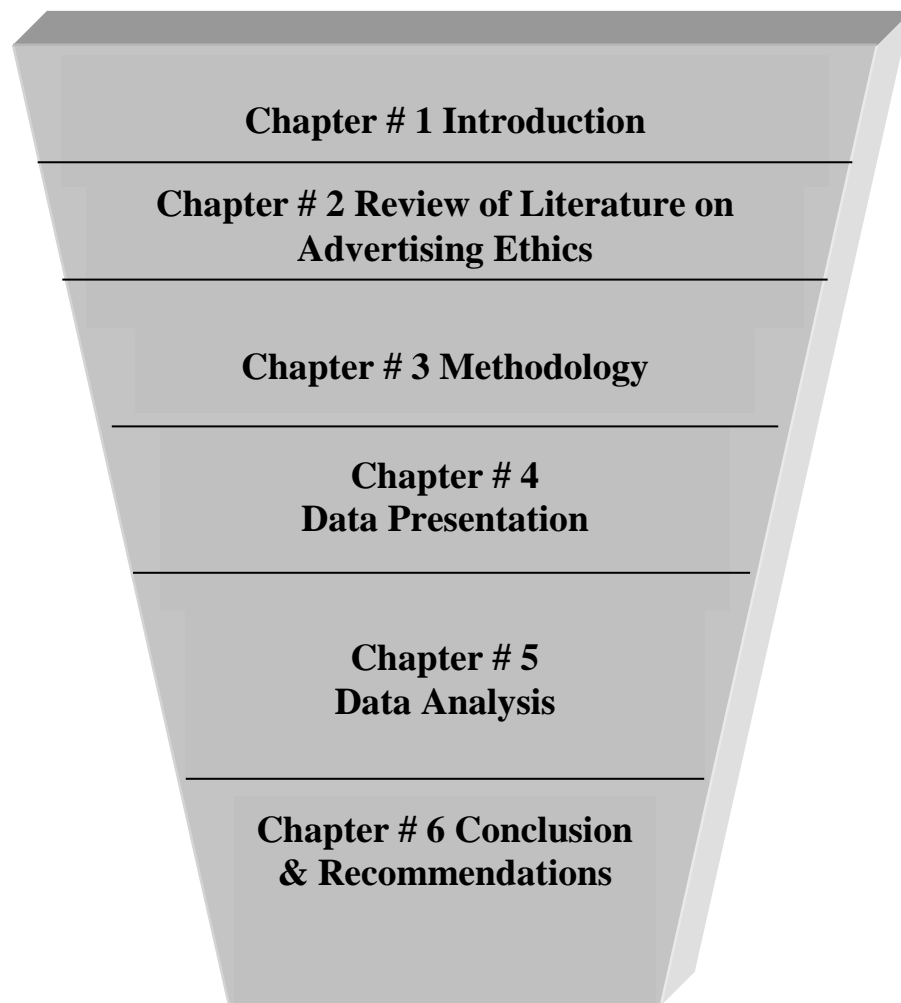 Chapter # 1 Introduction
Chapter # 2 Review of Literature on
Advertising Ethics
Chapter # 3 Methodology
Chapter # 4
Data Presentation
Chapter # 5
Data Analysis
Chapter # 6 Conclusion
& Recommendations